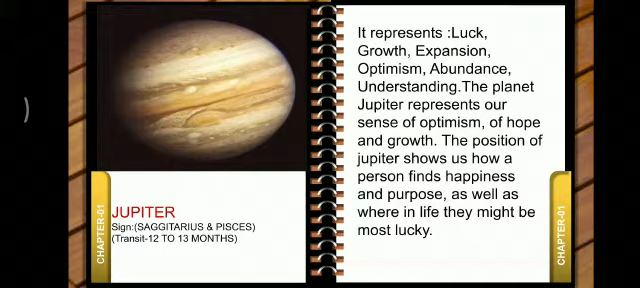 JUPITER
Sign:(SAGGITARIUS & PISCES)
(Transit-12 TO 13 MONTHS)
CHAPTER-01
It represents :Luck,
Growth, Expansion,
Optimism, Abundance,
Understanding.The planet
Jupiter represents our
sense of optimism, of hope
and growth. The position of
jupiter shows us how a
person finds happiness
and purpose, as well as
where in life they might be
most lucky.
CHAPTER-01